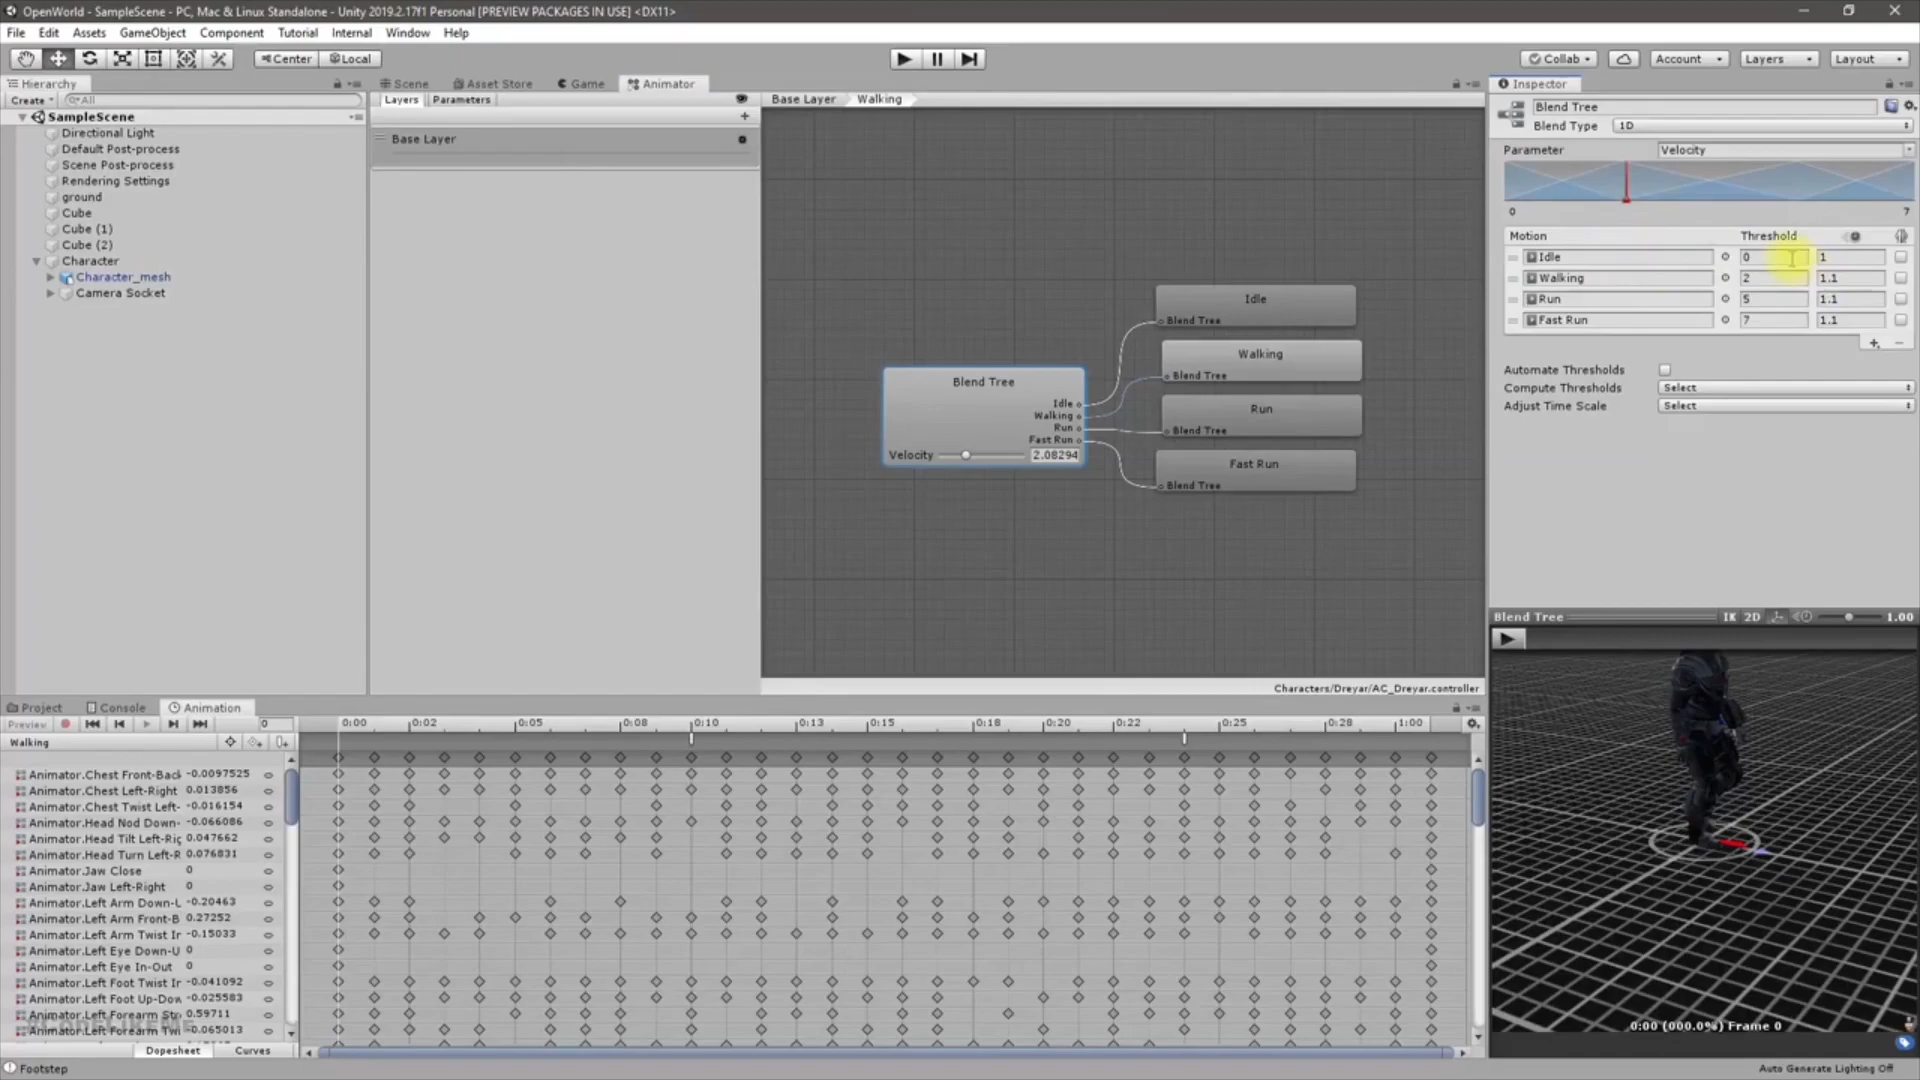 OpenWorld - SampleScene - PC, Mac & Linux Standalone - Unity 2019.2.17f1 Personal [PREVIEW PACKAGES IN USE] <DX11>
File Edit Assets GameObject Component Tutorial Internal Window Help
Center Local Collab Account Layers Layout
Hierarchy Scene Asset Store Game Animator Inspector
Create All Layers Parameters Base Layer Walking Blend Tree
SampleScene
Blend Type 1D
Directional Light
Base Layer
Default Post-process
Parameter Velocity
Scene Post-process
Rendering Settings
ground
0 7
Cube
Cube (1)
Motion Threshold
Cube (2)
Character
Idle 0 1
Character_mesh
Walking 2 1.1
Camera Socket
Run 5 1.1
Fast Run 7 1.1
Idle
Blend Tree
Walking
Blend Tree
Run
Blend Tree
Fast Run
Blend Tree
Blend Tree
Idle
Walking
Run
Fast Run
Velocity 2.08294
Automate Thresholds
Compute Thresholds Select
Adjust Time Scale Select
Blend Tree IK 2D 1.00
Characters/Dreyar/AC_Dreyar.controller
Project Console Animation
Preview 0 0:00 0:02 0:05 0:08 0:10 0:13 0:15 0:18 0:20 0:22 0:25 0:28 1:00
Walking
Animator.Chest Front-Back -0.0097525
Animator.Chest Left-Right 0.013856
Animator.Chest Twist Left- -0.016154
Animator.Head Nod Down- -0.066086
Animator.Head Tilt Left-Rig 0.047662
Animator.Head Turn Left-R 0.076831
Animator.Jaw Close 0
Animator.Jaw Left-Right 0
Animator.Left Arm Down-U -0.20463
Animator.Left Arm Front-B 0.27252
Animator.Left Arm Twist Ir -0.15033
Animator.Left Eye Down-U 0
Animator.Left Eye In-Out 0
Animator.Left Foot Twist Ir -0.041092
Animator.Left Foot Up-Dow -0.025583
Animator.Left Forearm Str 0.59711
Animator.Left Forearm Twi -0.065013
0:00 (000.0%) Frame 0
Dopesheet Curves
Footstep
Auto Generate Lighting Off